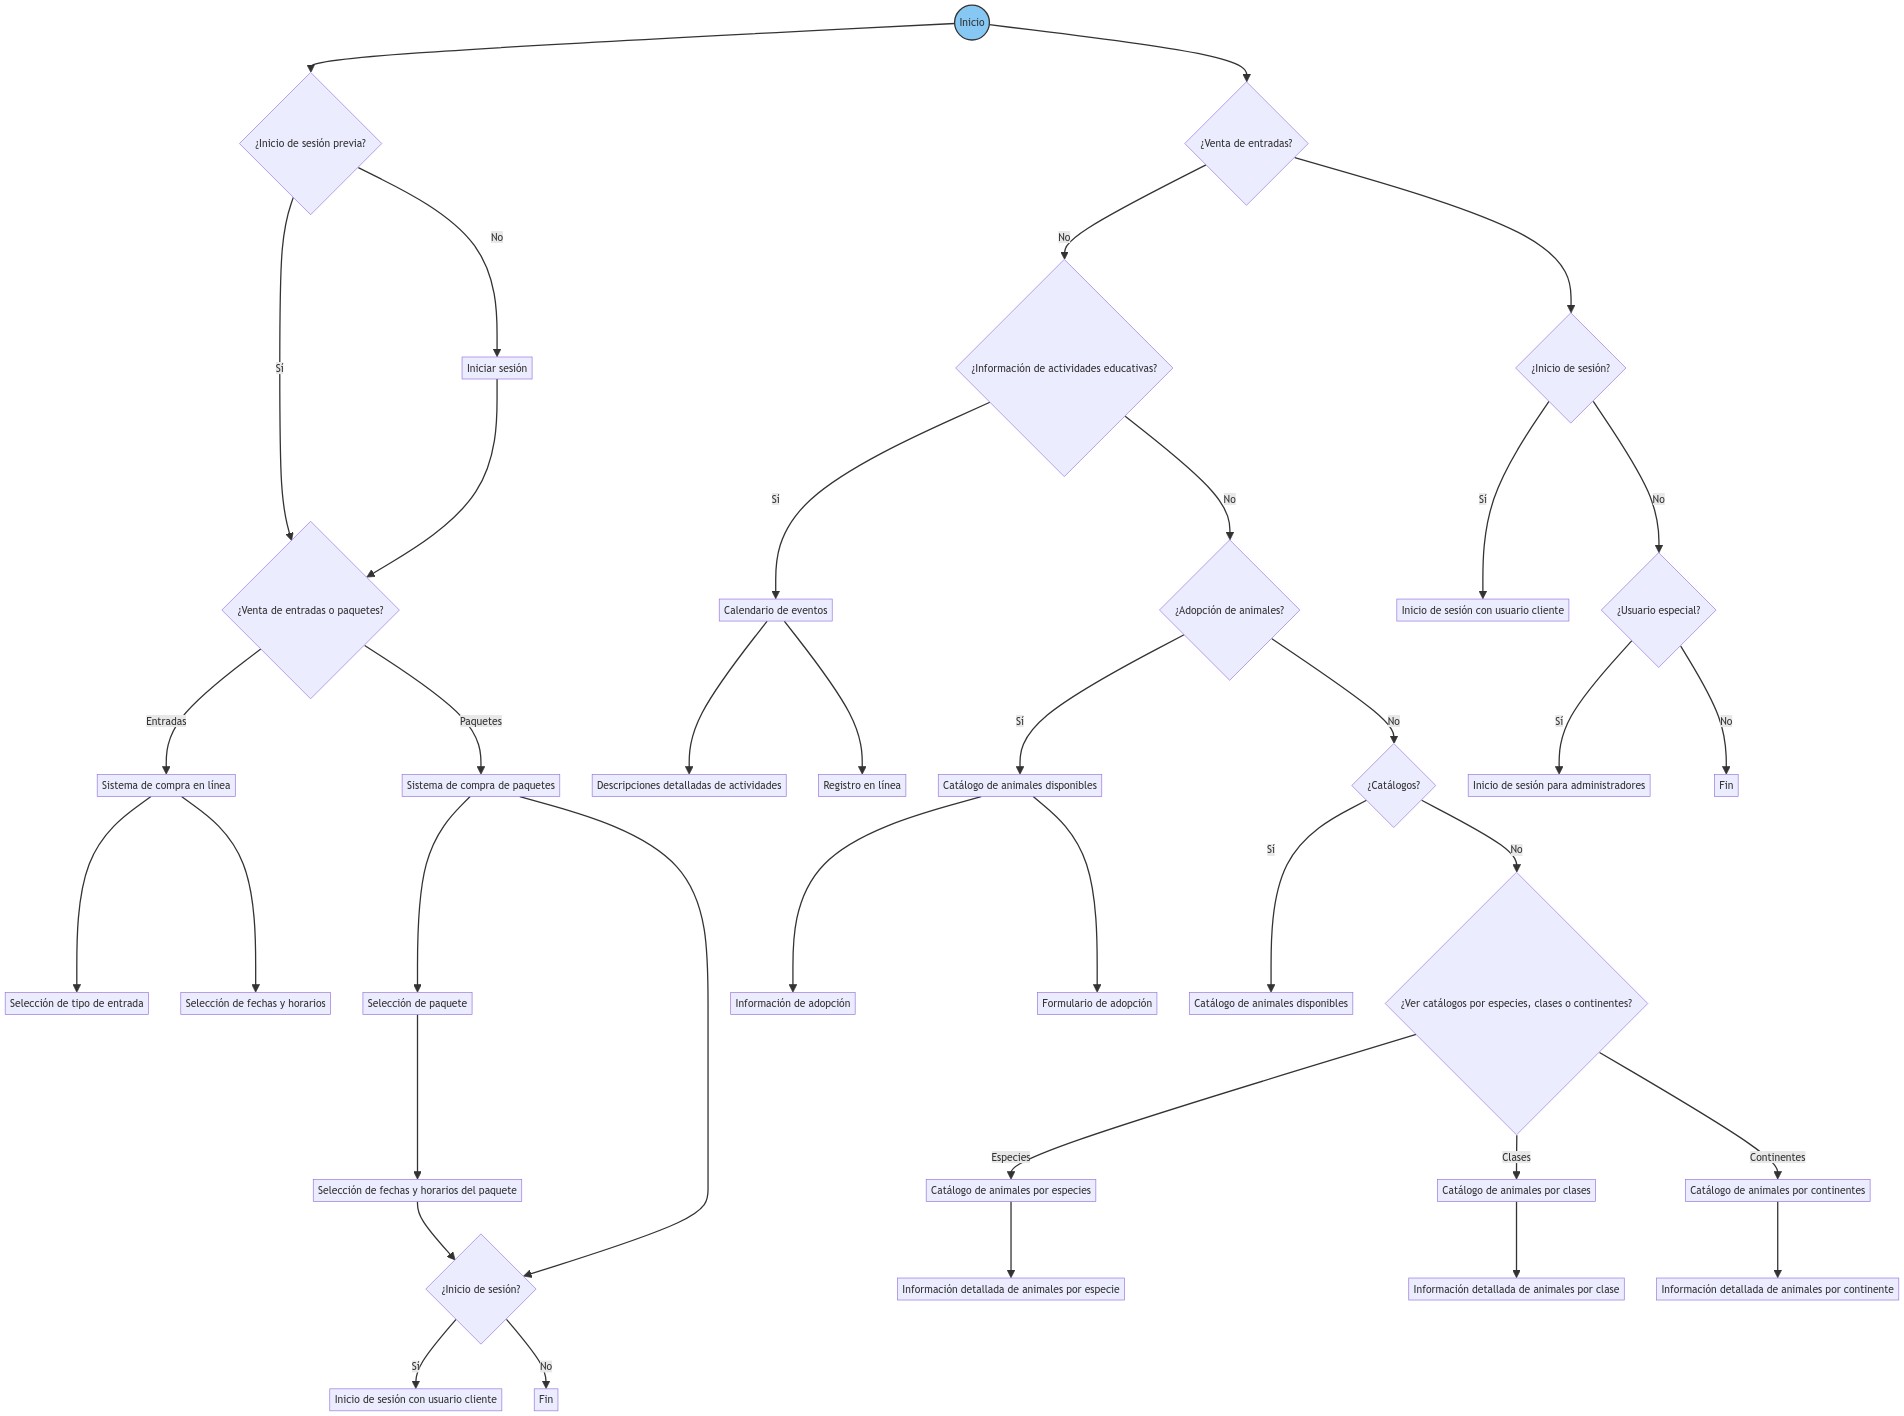 Inicio
¿Inicio de sesión previa?
¿Venta de entradas?
No
No
¿Información de actividades educativas?
¿Inicio de sesión?
Sí
Iniciar sesión
Sí
No
Sí
No
¿Venta de entradas o paquetes?
Calendario de eventos
¿Adopción de animales?
Inicio de sesión con usuario cliente
¿Usuario especial?
Entradas
Paquetes
Sí
No
Sí
No
Sistema de compra en línea
Sistema de compra de paquetes
Descripciones detalladas de actividades
Registro en línea
Catálogo de animales disponibles
¿Catálogos?
Inicio de sesión para administradores
Fin
Sí
No
Selección de tipo de entrada
Selección de fechas y horarios
Selección de paquete
Información de adopción
Formulario de adopción
Catálogo de animales disponibles
¿Ver catálogos por especies, clases o continentes?
Especies
Clases
Continentes
Selección de fechas y horarios del paquete
Catálogo de animales por especies
Catálogo de animales por clases
Catálogo de animales por continentes
¿Inicio de sesión?
Información detallada de animales por especie
Información detallada de animales por clase
Información detallada de animales por continente
Sí
No
Inicio de sesión con usuario cliente
Fin